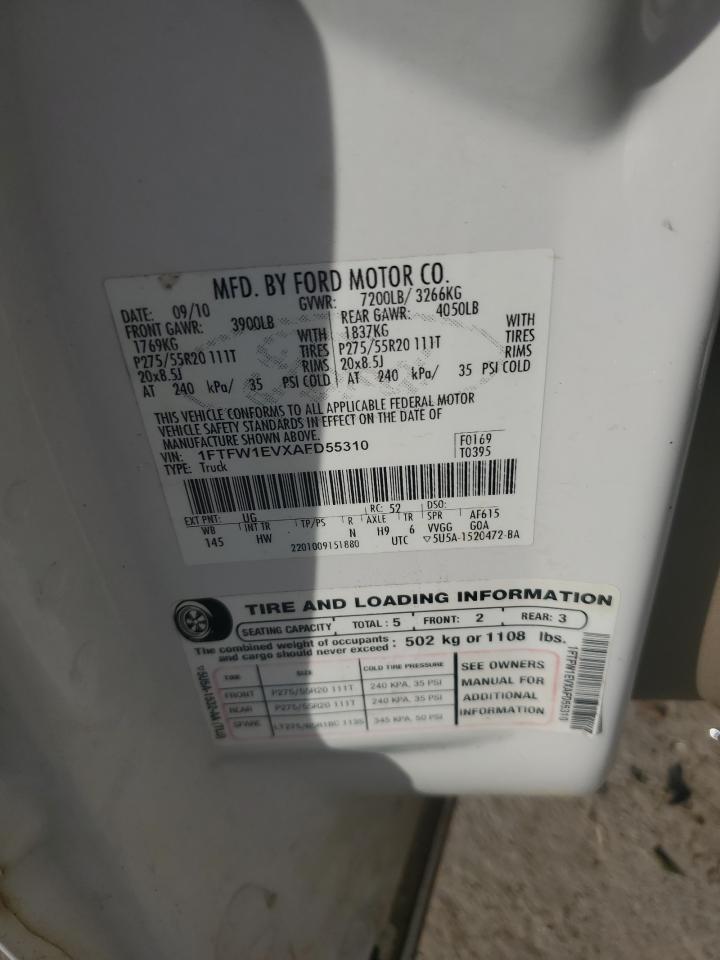 MFD. BY FORD MOTOR CO.
DATE: 09/10 GVWR: 7200LB/ 3266KG
FRONT GAWR: 3900LB REAR GAWR: 4050LB
1769KG WITH 1837KG WITH
P275/55R20 111T TIRES P275/55R20 111T TIRES
20x8.5J RIMS 20x8.5J RIMS
AT 240 kPa/ 35 PSI COLD AT 240 kPa/ 35 PSI COLD
THIS VEHICLE CONFORMS TO ALL APPLICABLE FEDERAL MOTOR
VEHICLE SAFETY STANDARDS IN EFFECT ON THE DATE OF
MANUFACTURE SHOWN ABOVE.
VIN: 1FTFW1EVXAFD55310 F0169
TYPE: Truck T0395
EXT PNT: UG RC: 52 DSO:
WB INT TR TP/PS R AXLE TR SPR AF615
145 HW N H9 6 VVGG GOA
2201009151880 UTC ▽5U5A-1520472-BA
TIRE AND LOADING INFORMATION
SEATING CAPACITY TOTAL: 5 FRONT: 2 REAR: 3
The combined weight of occupants and cargo should never exceed: 502 kg or 1108 lbs.
TIRE SIZE COLD TIRE PRESSURE
FRONT P275/55R20 111T 240 KPA, 35 PSI
REAR P275/55R20 111T 240 KPA, 35 PSI
SPARE 345 KPA, 50 PSI
SEE OWNERS
MANUAL FOR
ADDITIONAL
INFORMATION
1FTFW1EVXAFD55310